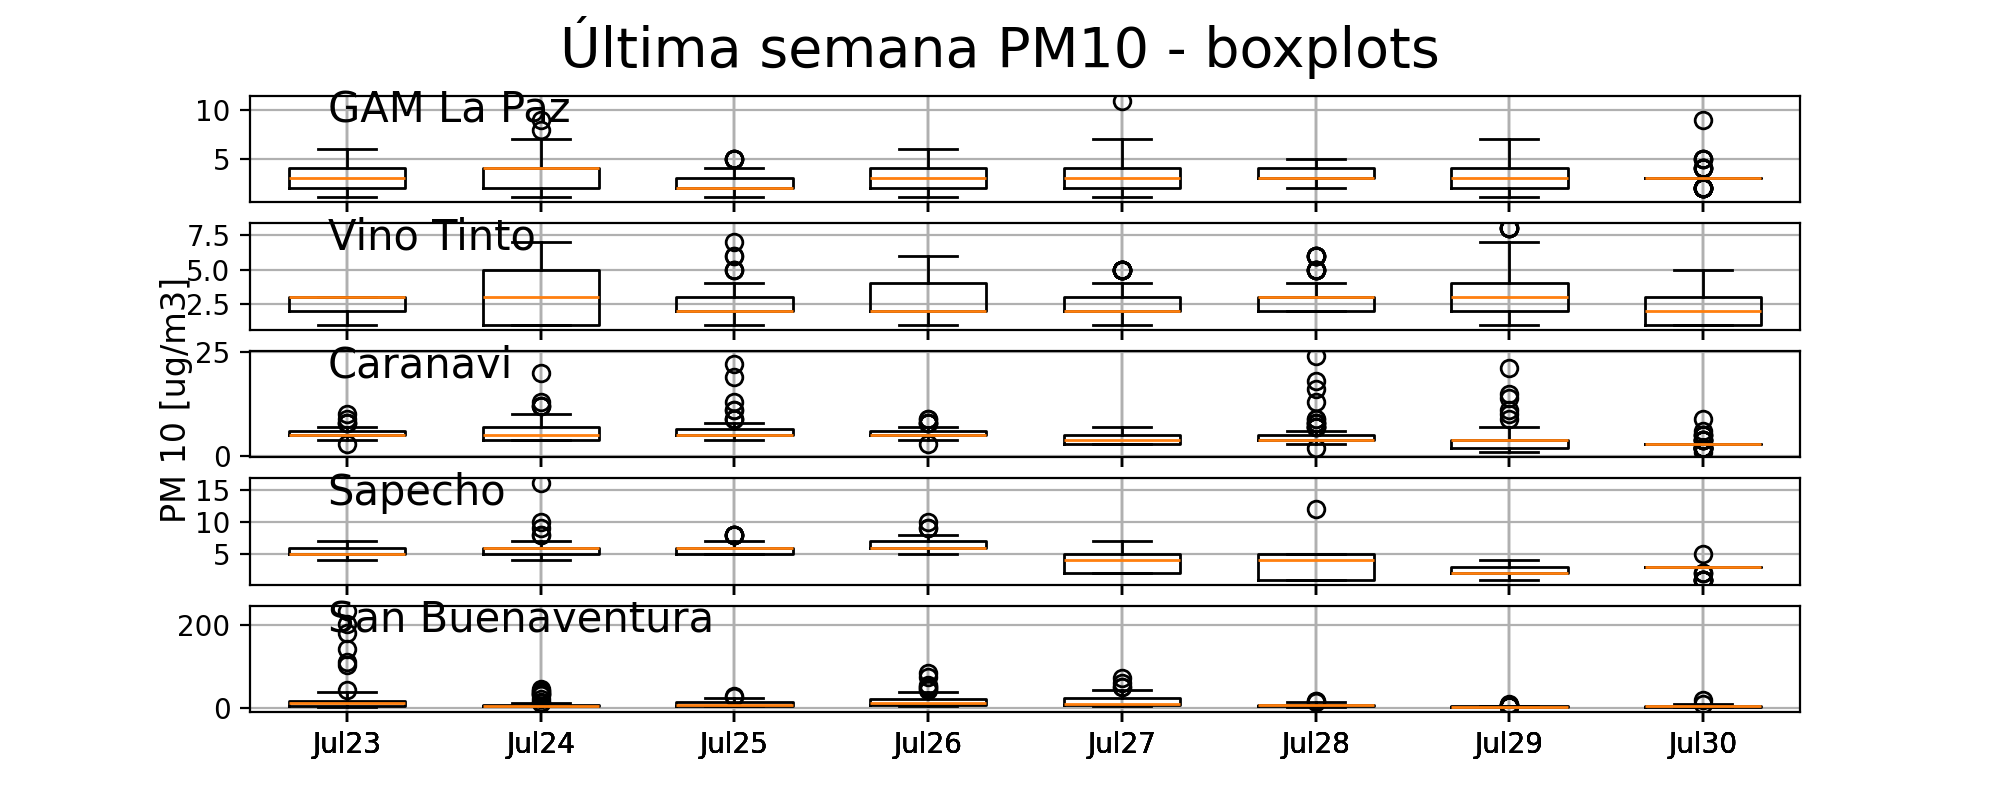 Última semana PM10 - boxplots
PM 10 [ug/m3]
GAM La Paz
10
5
Vino Tinto
7.5
5.0
2.5
Caranavi
25
0
Sapecho
15
10
5
San Buenaventura
200
0
Jul23 Jul24 Jul25 Jul26 Jul27 Jul28 Jul29 Jul30